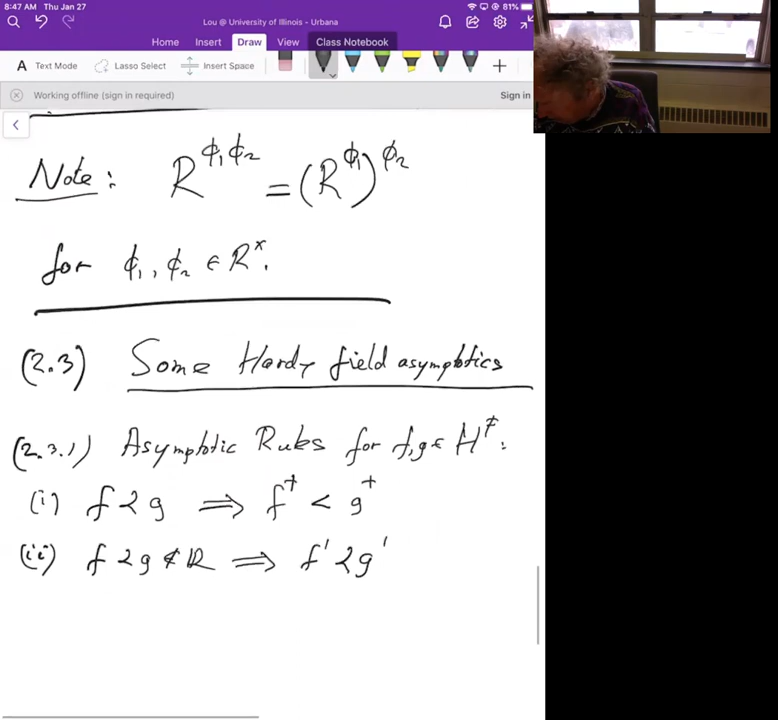 8:47 AM Thu Jan 27
81%
Lou @ University of Illinois - Urbana
Home Insert Draw View Class Notebook
A Text Mode Lasso Select Insert Space
Working offline (sign in required) Sign in
Note: R^{ϕ₁ϕ₂} = (R^{ϕ₁})^{ϕ₂}
for ϕ₁, ϕ₂ ∈ R^×.
(2.3) Some Hardy field asymptotics
(2.3.1) Asymptotic Rules for f,g ∈ H^≠:
(i) f ≺ g ⟹ f^† < g^†
(ii) f ≺ g ∉ ℝ ⟹ f' ≺ g'